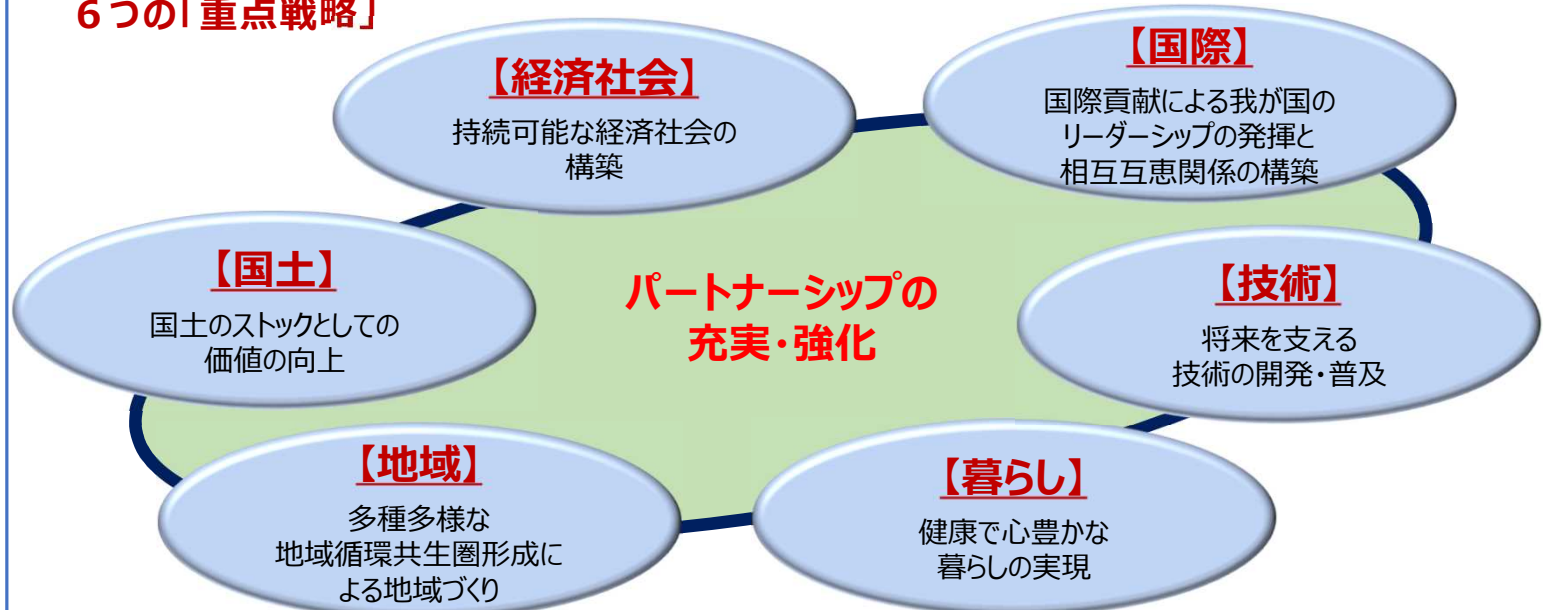 ６つの「重点戦略」
【経済社会】
持続可能な経済社会の
構築
【国際】
国際貢献による我が国の
リーダーシップの発揮と
相互互恵関係の構築
【国土】
国土のストックとしての
価値の向上
パートナーシップの
充実・強化
【技術】
将来を支える
技術の開発・普及
【地域】
多種多様な
地域循環共生圏形成に
よる地域づくり
【暮らし】
健康で心豊かな
暮らしの実現